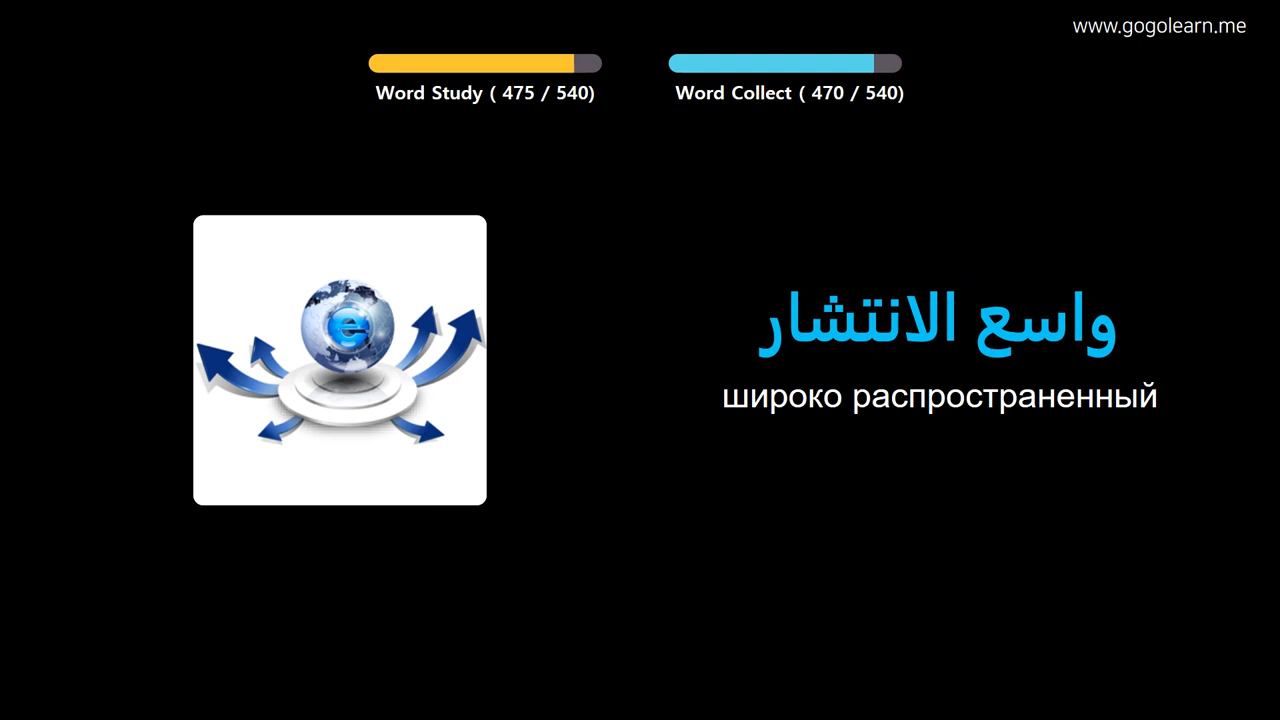 www.gogolearn.me
Word Study ( 475 / 540)
Word Collect ( 470 / 540)
e
واسع الانتشار
широко распространенный